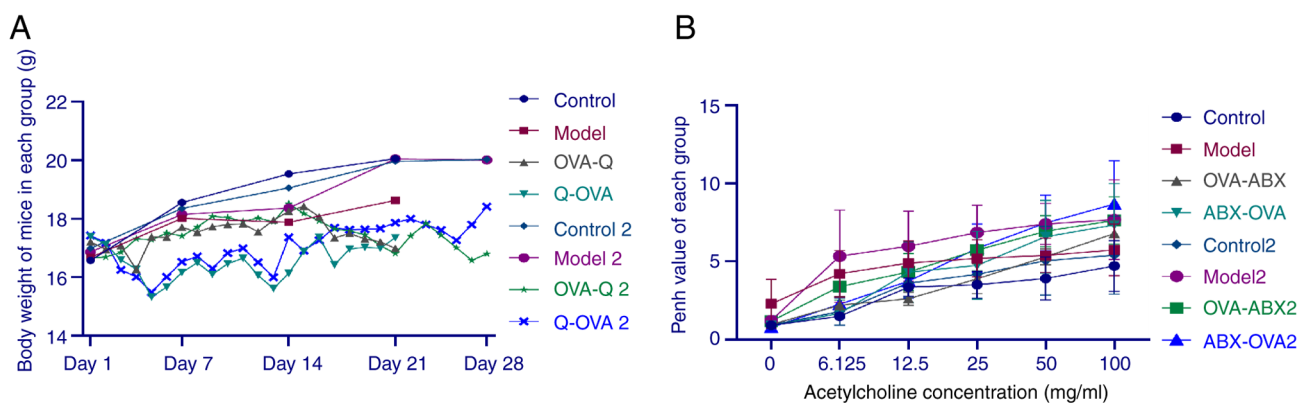 A
Body weight of mice in each group (g)
22
20
18
16
14
Day 1
Day 7
Day 14
Day 21
Day 28
Control
Model
OVA-Q
Q-OVA
Control 2
Model 2
OVA-Q 2
Q-OVA 2
B
Penh value of each group
15
10
5
0
0
6.125
12.5
25
50
100
Acetylcholine concentration (mg/ml)
Control
Model
OVA-ABX
ABX-OVA
Control2
Model2
OVA-ABX2
ABX-OVA2